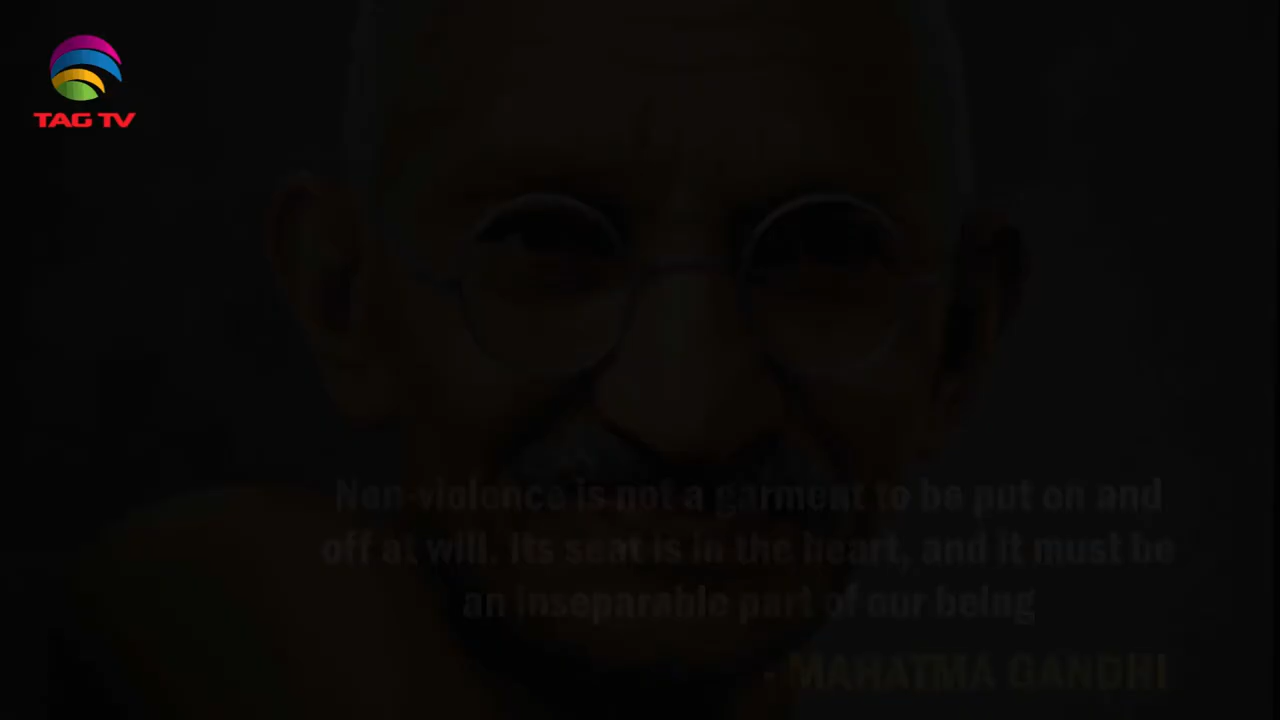 TAG TV
Non-violence is not a garment to be put on and
off at will. Its seat is in the heart, and it must be
an inseparable part of our being
- MAHATMA GANDHI